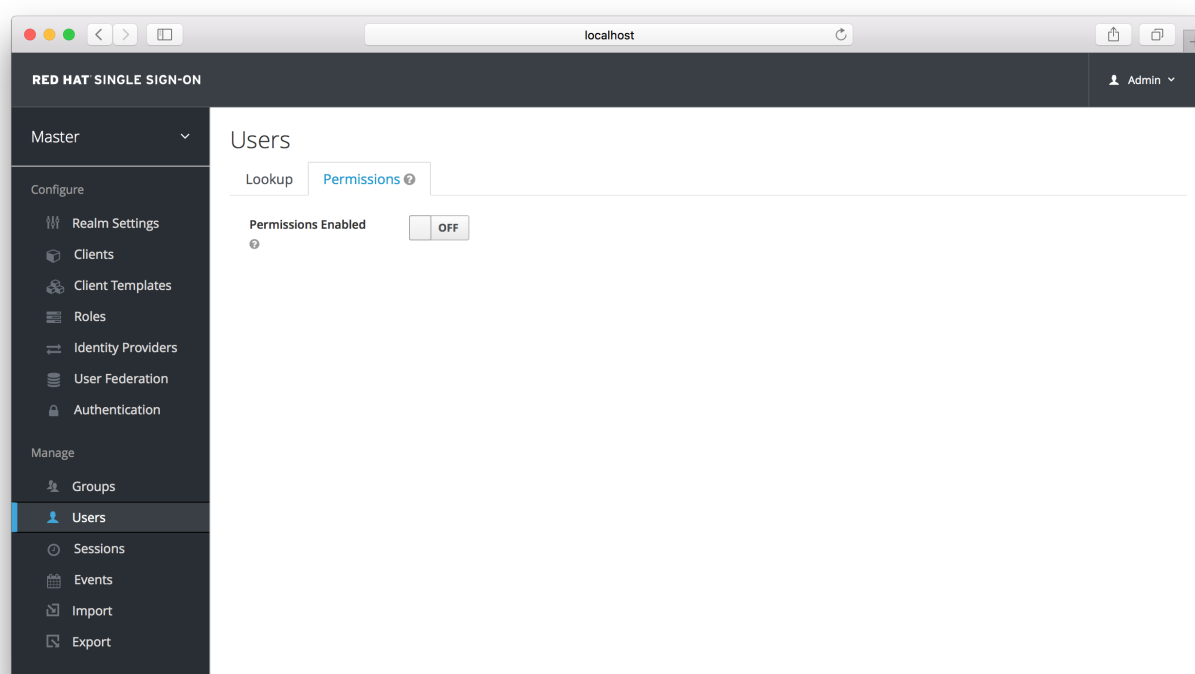 localhost
RED HAT SINGLE SIGN-ON
Admin
Master
Users
Lookup
Permissions
Permissions Enabled
OFF
Configure
Realm Settings
Clients
Client Templates
Roles
Identity Providers
User Federation
Authentication
Manage
Groups
Users
Sessions
Events
Import
Export